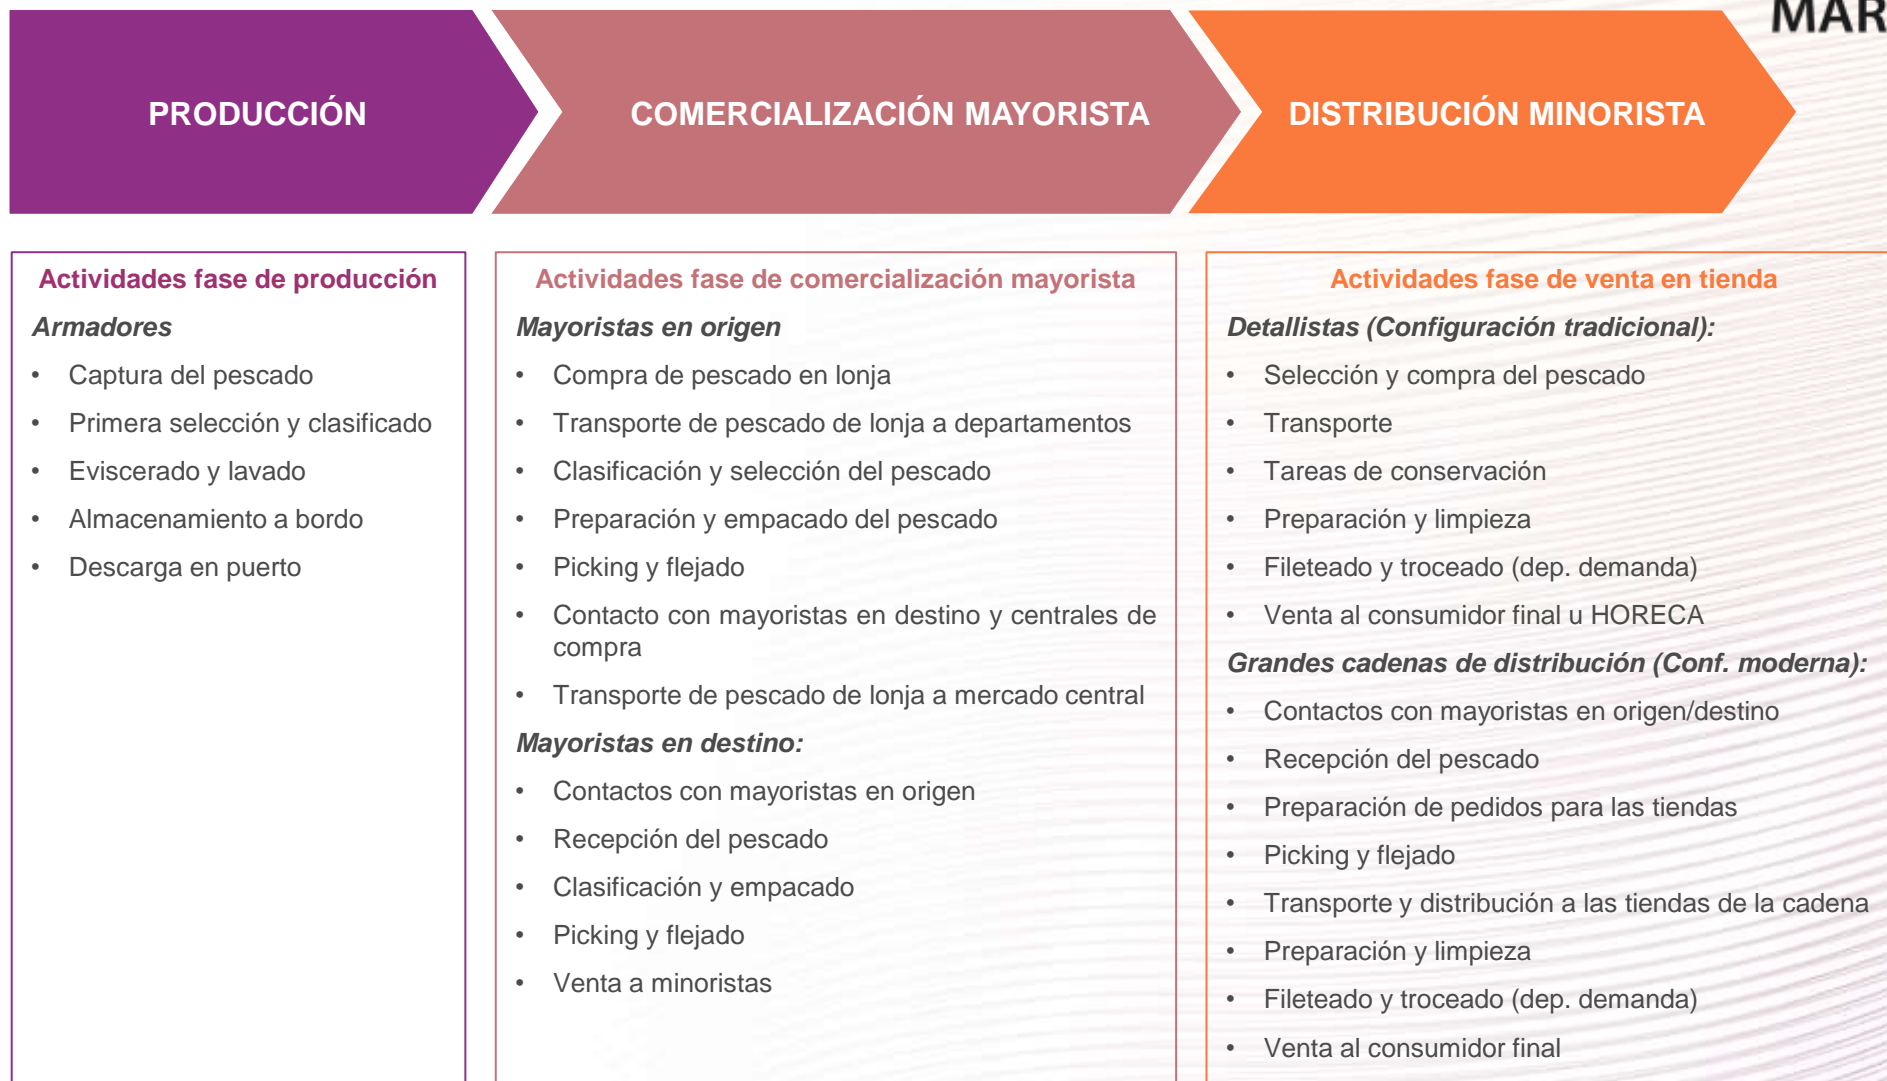 MAR
PRODUCCIÓN
COMERCIALIZACIÓN MAYORISTA
DISTRIBUCIÓN MINORISTA
Actividades fase de producción
Armadores
• Captura del pescado
• Primera selección y clasificado
• Eviscerado y lavado
• Almacenamiento a bordo
• Descarga en puerto
Actividades fase de comercialización mayorista
Mayoristas en origen
• Compra de pescado en lonja
• Transporte de pescado de lonja a departamentos
• Clasificación y selección del pescado
• Preparación y empacado del pescado
• Picking y flejado
• Contacto con mayoristas en destino y centrales de
compra
• Transporte de pescado de lonja a mercado central
Mayoristas en destino:
• Contactos con mayoristas en origen
• Recepción del pescado
• Clasificación y empacado
• Picking y flejado
• Venta a minoristas
Actividades fase de venta en tienda
Detallistas (Configuración tradicional):
• Selección y compra del pescado
• Transporte
• Tareas de conservación
• Preparación y limpieza
• Fileteado y troceado (dep. demanda)
• Venta al consumidor final u HORECA
Grandes cadenas de distribución (Conf. moderna):
• Contactos con mayoristas en origen/destino
• Recepción del pescado
• Preparación de pedidos para las tiendas
• Picking y flejado
• Transporte y distribución a las tiendas de la cadena
• Preparación y limpieza
• Fileteado y troceado (dep. demanda)
• Venta al consumidor final